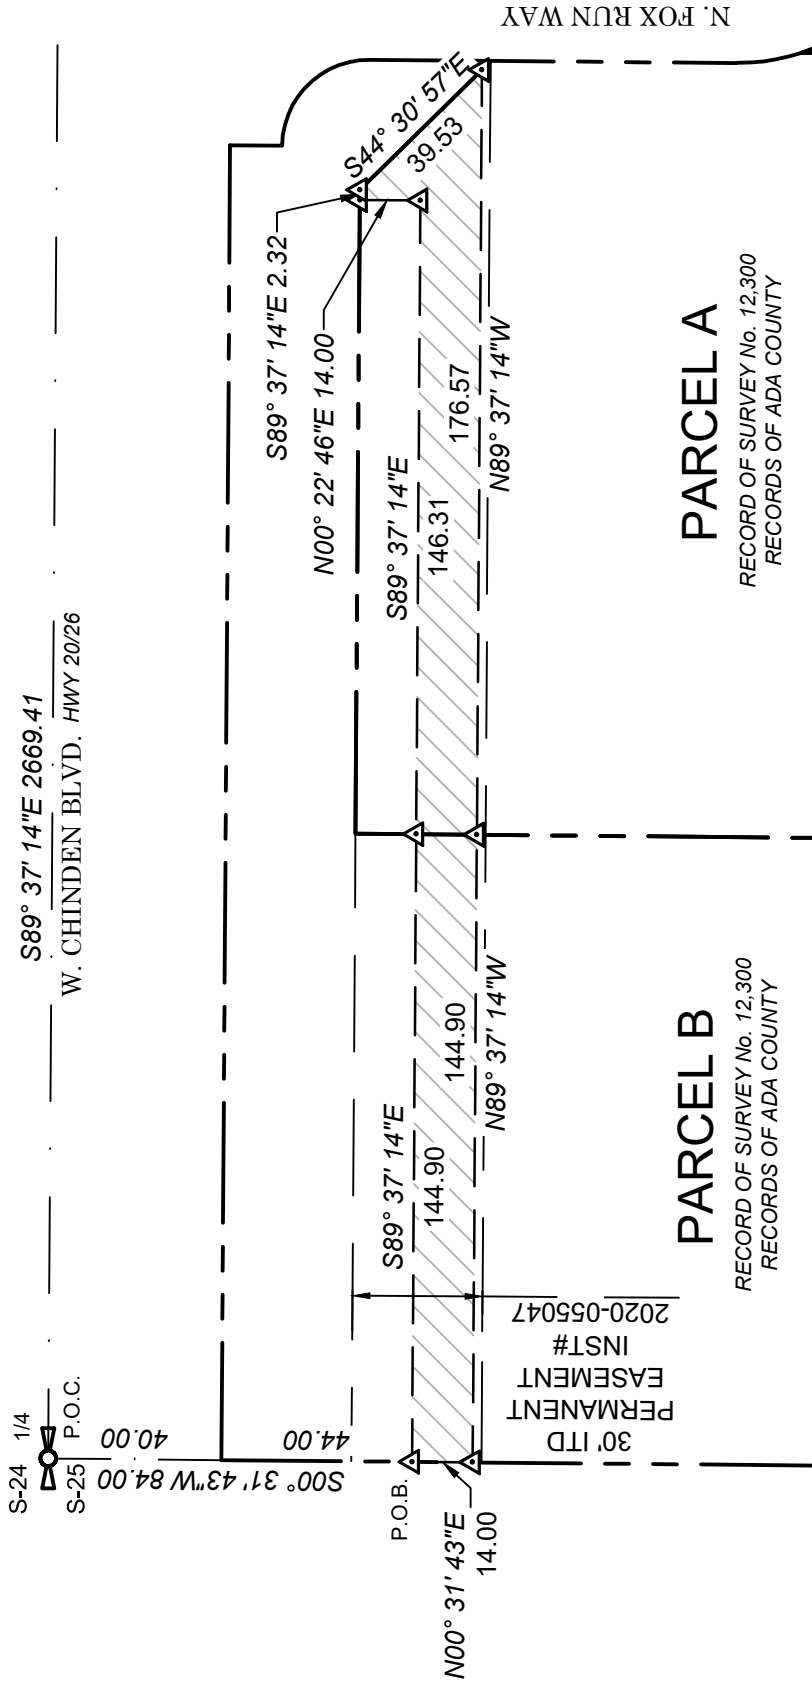 S89° 37' 14"E 2669.41
W. CHINDEN BLVD. HWY 20/26
S-24
1/4
S-25
P.O.C.
40.00
44.00
S00° 31' 43"W 84.00
P.O.B.
N00° 31' 43"E
14.00
30' ITD
PERMANENT
EASEMENT
INST#
2020-055047
S89° 37' 14"E
144.90
144.90
N89° 37' 14"W
S89° 37' 14"E
146.31
176.57
N89° 37' 14"W
N00° 22' 46"E 14.00
S89° 37' 14"E 2.32
S44° 30' 57"E
39.53
N. FOX RUN WAY
PARCEL B
RECORD OF SURVEY No. 12,300
RECORDS OF ADA COUNTY
PARCEL A
RECORD OF SURVEY No. 12,300
RECORDS OF ADA COUNTY